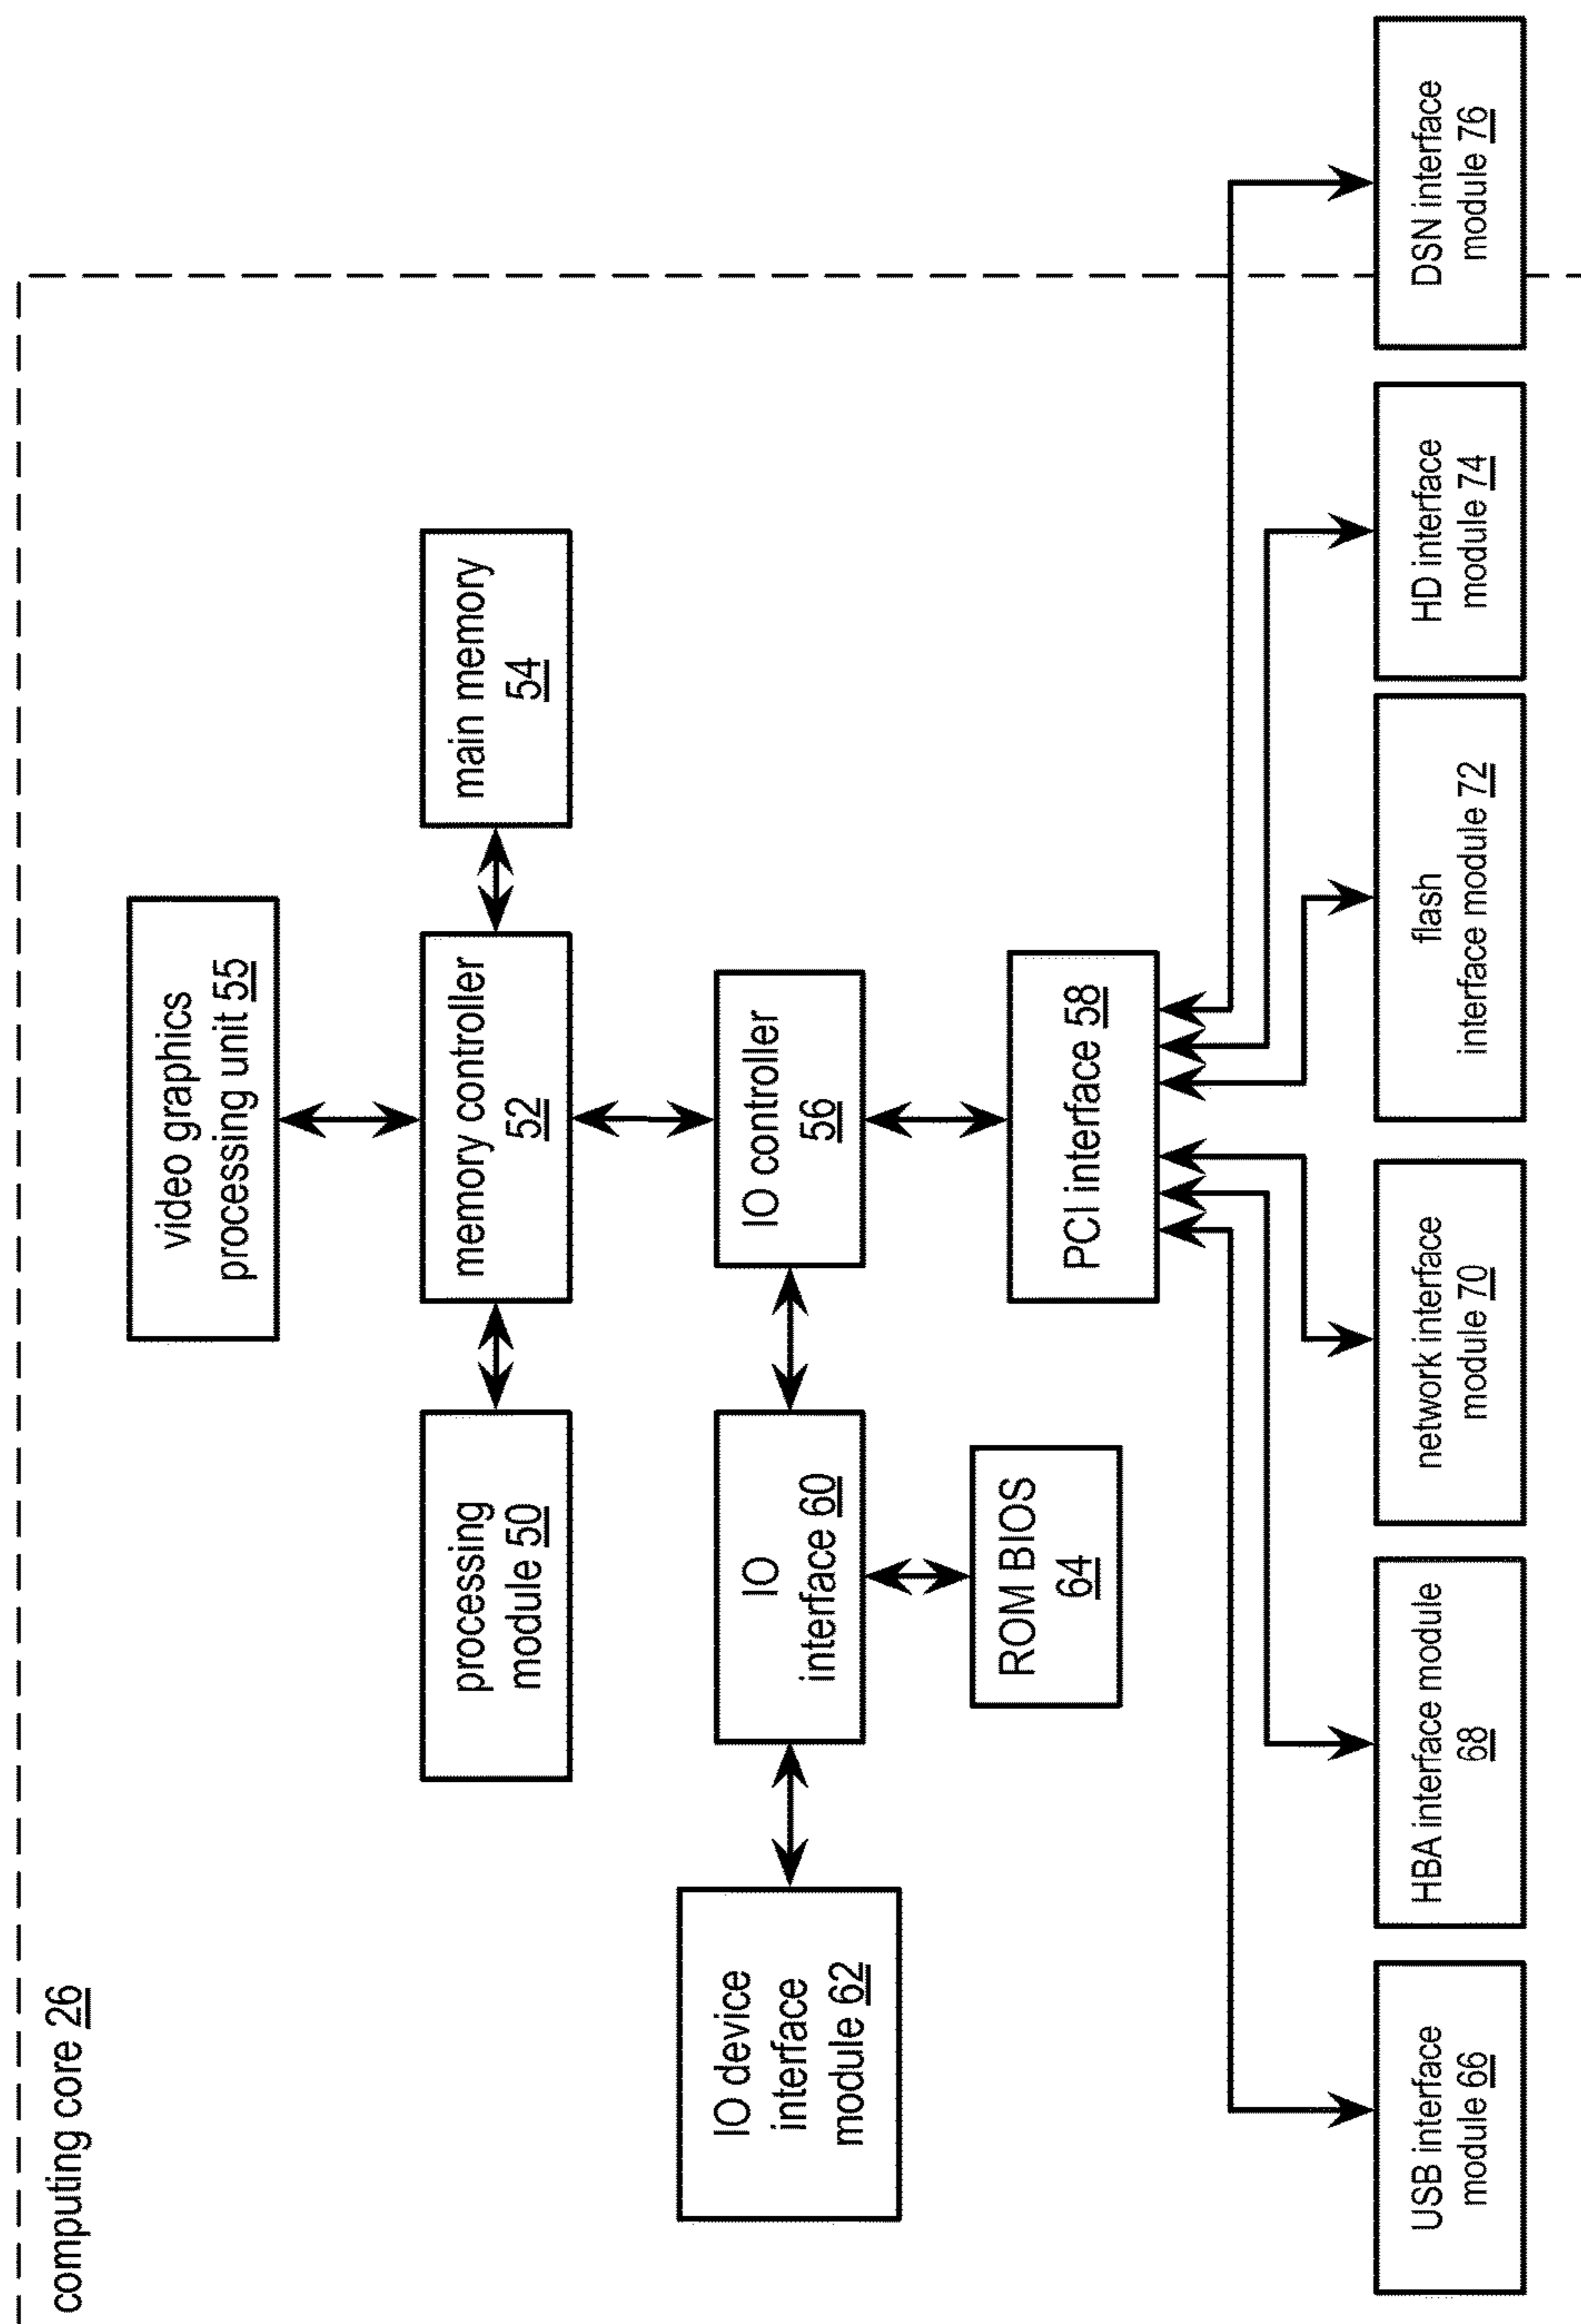 computing core 26
video graphics
processing unit 55
processing
module 50
memory controller
52
main memory
54
IO device
interface
module 62
IO
interface 60
IO controller
56
ROM BIOS
64
PCI interface 58
USB interface
module 66
HBA interface module
68
network interface
module 70
flash
interface module 72
HD interface
module 74
DSN interface
module 76